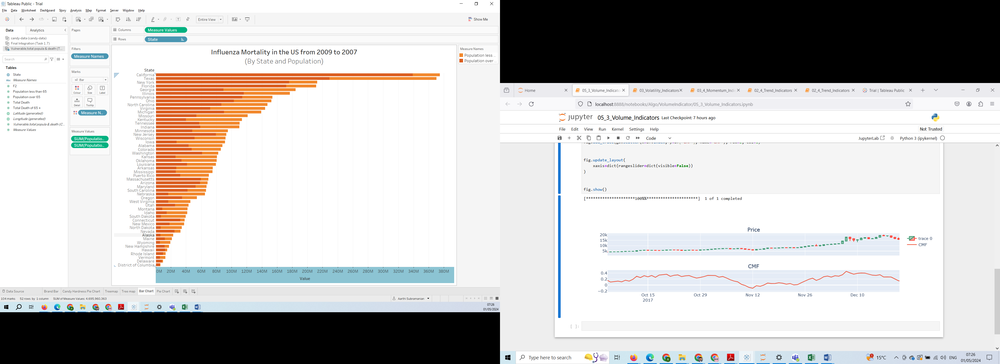 Tableau Public - Trial
File Data Worksheet Dashboard Story Analysis Map Format Server Window Help
Entire View
Show Me
Data Analytics
candy-data (candy-data)
Final Integration (Task 1.7)
Vulnerable,total popula & death (T...
Search
Tables
State
Abc Measure Names
F2
Population less than 65
Population over 65
Total Death
Total Death of 65 +
Latitude (generated)
Longitude (generated)
Vulnerable,total popula & death (C...
Measure Values
Pages
Filters
Measure Names
Marks
Bar
Colour Size Label
Detail Tooltip
Measure N..
Measure Values
SUM(Populatio..
SUM(Populatio..
Columns Measure Values
Rows State
Influenza Mortality in the US from 2009 to 2007
(By State and Population)
State
California
Texas
New York
Florida
Georgia
Illinois
Pennsylvania
Ohio
North Carolina
Virginia
Michigan
Missouri
Kentucky
Tennessee
Indiana
Minnesota
New Jersey
Wisconsin
Iowa
Alabama
Colorado
Washington
Kansas
Oklahoma
Louisiana
Arkansas
Mississippi
Puerto Rico
Massachusetts
Arizona
Maryland
South Carolina
Nebraska
Oregon
West Virginia
Utah
Montana
Idaho
South Dakota
Connecticut
New Mexico
North Dakota
Nevada
Alaska
Maine
Wyoming
New Hampshire
Hawaii
Rhode Island
Vermont
Delaware
District of Columbia
0M 20M 40M 60M 80M 100M 120M 140M 160M 180M 200M 220M 240M 260M 280M 300M 320M 340M 360M 380M
Value
Measure Names
Population less ..
Population over ..
Data Source Brand Bar Candy Hardness Pie Chart Treemap Tree map Bar Chart Pie Chart
104 marks 52 rows by 1 column SUM of Measure Values: 4,695,960,363
Aarthi Subramanian
07:26
01/05/2024
Home 05_3_Volume_Indicato 03_Volatility_Indicators 03_4_Momentum_Indi 02_4_Trend_Indicators 02_4_Trend_Indicators Trial | Tableau Public
localhost:8888/notebooks/Algo/VolumeIndicator/05_3_Volume_Indicators.ipynb
jupyter 05_3_Volume_Indicators Last Checkpoint: 7 hours ago
File Edit View Run Kernel Settings Help
Not Trusted
Code
JupyterLab Python 3 (ipykernel)
fig.update_layout(
xaxis=dict(rangeslider=dict(visible=False))
)
fig.show()
[*********************100%%**********************] 1 of 1 completed
Price
20k
15k
10k
5k
trace 0
CMF
CMF
0.4
0.2
0
−0.2
Oct 15 Oct 29 Nov 12 Nov 26 Dec 10
2017
[ ]:
Type here to search
15°C
ENG
07:26
01/05/2024